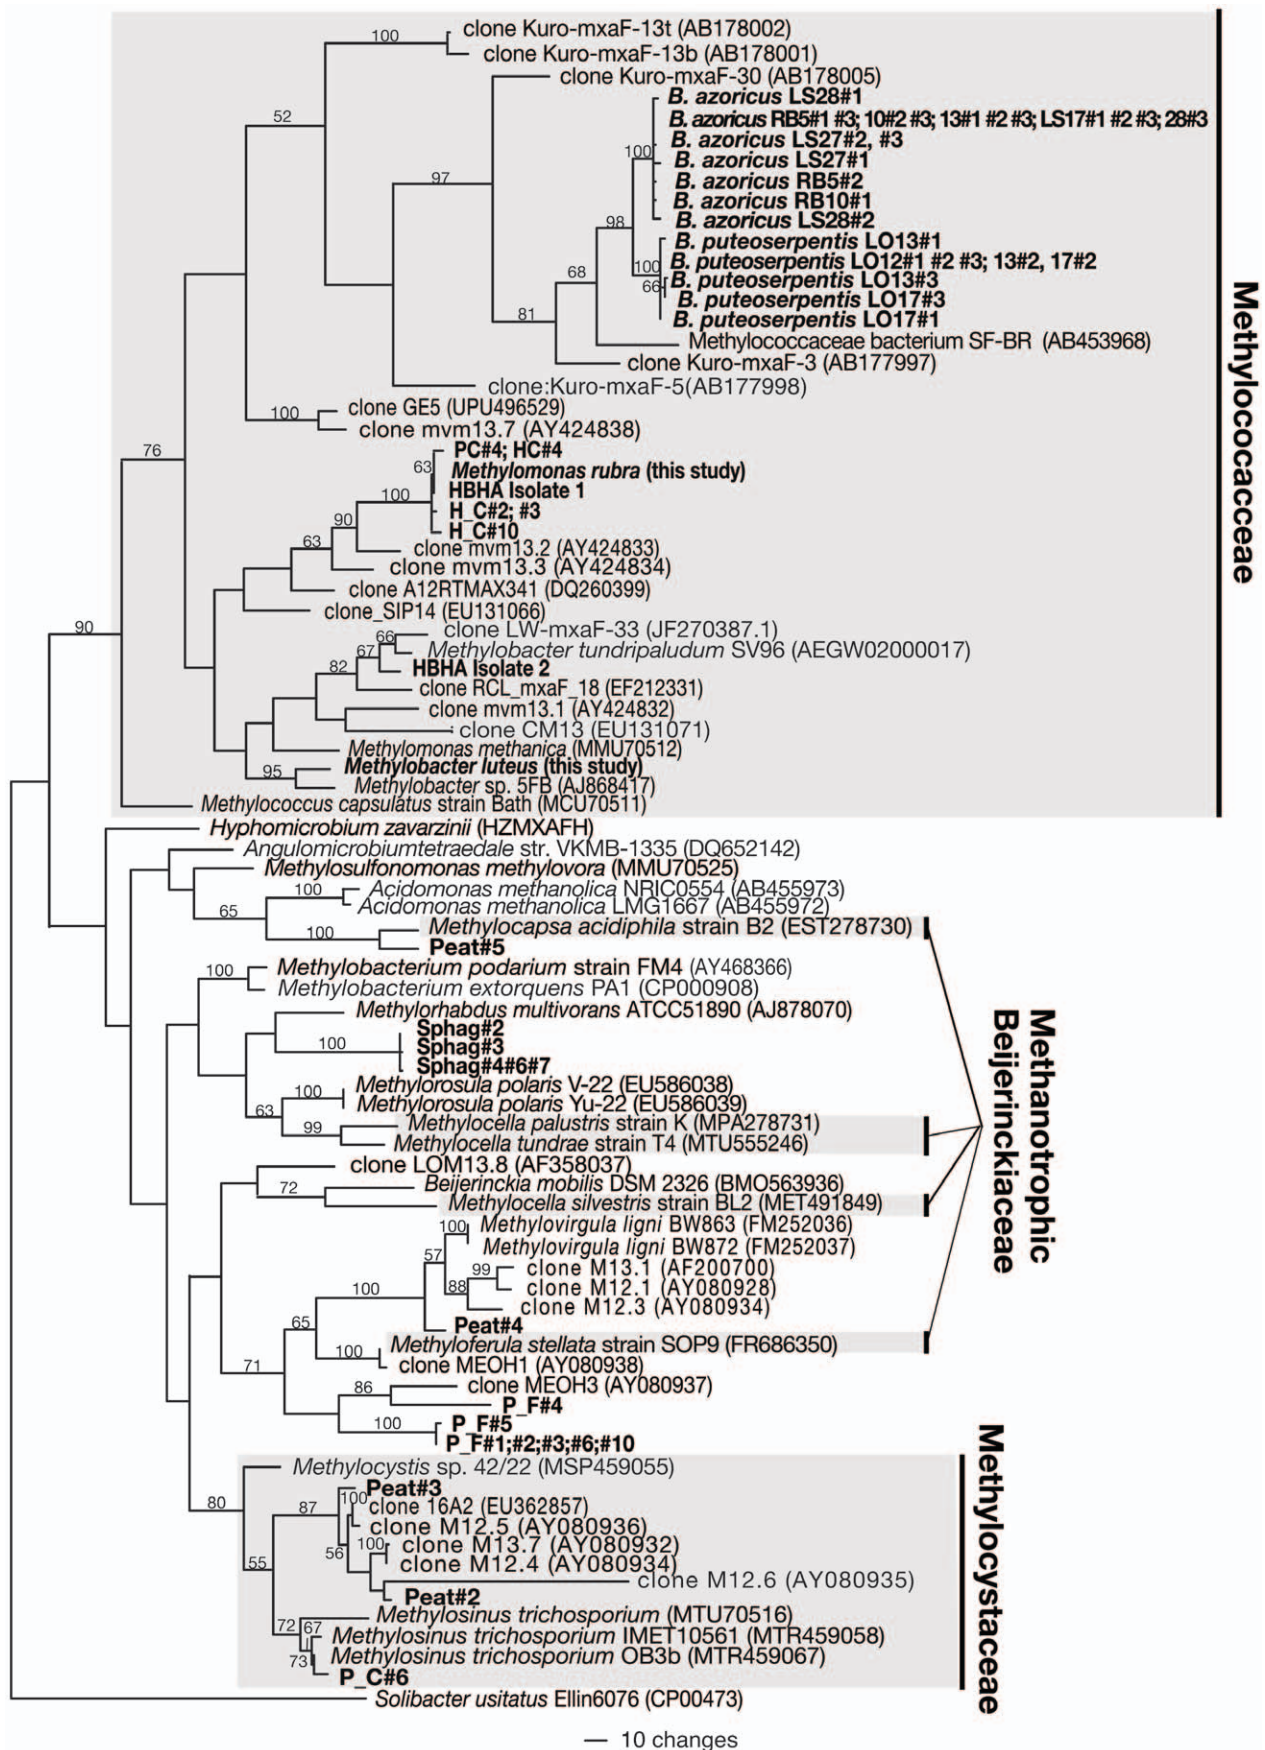 clone Kuro-mxaF-13t (AB178002)
100
clone Kuro-mxaF-13b (AB178001)
clone Kuro-mxaF-30 (AB178005)
B. azoricus LS28#1
52
B. azoricus RB5#1 #3; 10#2 #3; 13#1 #2 #3; LS17#1 #2 #3; 28#3
B. azoricus LS27#2, #3
100
B. azoricus LS27#1
97
B. azoricus RB5#2
B. azoricus RB10#1
98
B. azoricus LS28#2
B. puteoserpentis LO13#1
100
B. puteoserpentis LO12#1 #2 #3; 13#2, 17#2
68
66
B. puteoserpentis LO13#3
B. puteoserpentis LO17#3
81
B. puteoserpentis LO17#1
Methylococcaceae bacterium SF-BR (AB453968)
clone Kuro-mxaF-3 (AB177997)
clone:Kuro-mxaF-5(AB177998)
100
clone GE5 (UPU496529)
clone mvm13.7 (AY424838)
Methylococacceae
76
PC#4; HC#4
63
Methylomonas rubra (this study)
HBHA Isolate 1
100
H_C#2; #3
90
H_C#10
63
clone mvm13.2 (AY424833)
clone mvm13.3 (AY424834)
clone A12RTMAX341 (DQ260399)
clone_SIP14 (EU131066)
90
66
clone LW-mxaF-33 (JF270387.1)
67
Methylobacter tundripaludum SV96 (AEGW02000017)
82
HBHA Isolate 2
clone RCL_mxaF_18 (EF212331)
clone mvm13.1 (AY424832)
clone CM13 (EU131071)
Methylomonas methanica (MMU70512)
95
Methylobacter luteus (this study)
Methylobacter sp. 5FB (AJ868417)
Methylococcus capsulatus strain Bath (MCU70511)
Hyphomicrobium zavarzinii (HZMXAFH)
Angulomicrobiumtetraedale str. VKMB-1335 (DQ652142)
Methylosulfonomonas methylovora (MMU70525)
100
Acidomonas methanolica NRIC0554 (AB455973)
65
Acidomonas methanolica LMG1667 (AB455972)
100
Methylocapsa acidiphila strain B2 (EST278730)
Peat#5
100
Methylobacterium podarium strain FM4 (AY468366)
Methylobacterium extorquens PA1 (CP000908)
Methylorhabdus multivorans ATCC51890 (AJ878070)
Sphag#2
100
Sphag#3
Sphag#4#6#7
100
Methylorosula polaris V-22 (EU586038)
63
Methylorosula polaris Yu-22 (EU586039)
99
Methylocella palustris strain K (MPA278731)
Methylocella tundrae strain T4 (MTU555246)
Methanotrophic
Beijerinckiaceae
clone LOM13.8 (AF358037)
72
Beijerinckia mobilis DSM 2326 (BMO563936)
Methylocella silvestris strain BL2 (MET491849)
100
Methylovirgula ligni BW863 (FM252036)
57
Methylovirgula ligni BW872 (FM252037)
99
clone M13.1 (AF200700)
100
88
clone M12.1 (AY080928)
clone M12.3 (AY080934)
65
Peat#4
100
Methyloferula stellata strain SOP9 (FR686350)
71
clone MEOH1 (AY080938)
86
clone MEOH3 (AY080937)
P_F#4
100
P_F#5
P_F#1;#2;#3;#6;#10
Methylocystis sp. 42/22 (MSP459055)
80
87
Peat#3
100
clone 16A2 (EU362857)
clone M12.5 (AY080936)
56
100
clone M13.7 (AY080932)
55
clone M12.4 (AY080934)
clone M12.6 (AY080935)
Peat#2
72
67
Methylosinus trichosporium (MTU70516)
Methylosinus trichosporium IMET10561 (MTR459058)
73
Methylosinus trichosporium OB3b (MTR459067)
P_C#6
Methylocystaceae
Solibacter usitatus Ellin6076 (CP00473)
10 changes